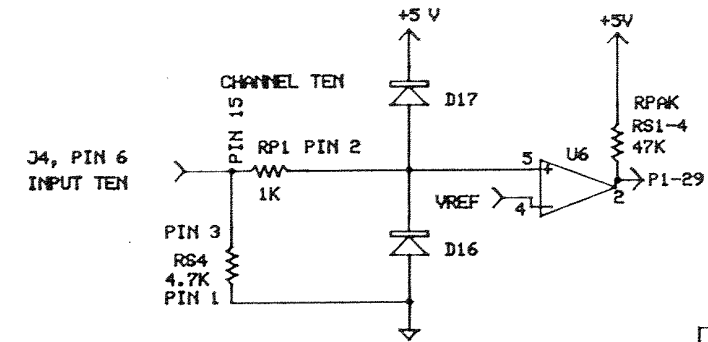 +5 V
+5V
CHANNEL TEN
D17
PIN 15
RPAK
RS1-4
47K
J4, PIN 6
INPUT TEN
RP1 PIN 2
1K
5
U6
+
P1-29
2
VREF
4
-
PIN 3
RS4
4.7K
PIN 1
D16